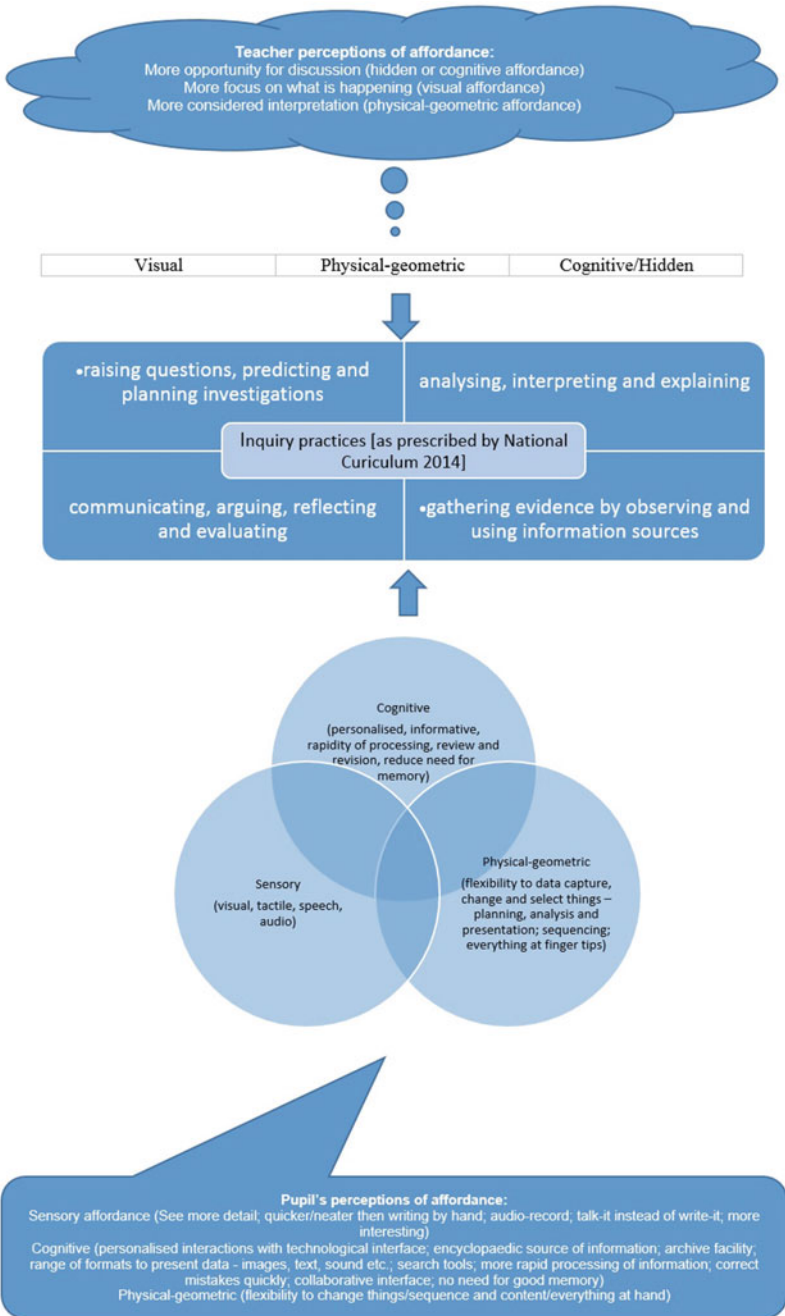 Teacher perceptions of affordance:
More opportunity for discussion (hidden or cognitive affordance)
More focus on what is happening (visual affordance)
More considered interpretation (physical-geometric affordance)
Visual
Physical-geometric
Cognitive/Hidden
•raising questions, predicting and
planning investigations
analysing, interpreting and explaining
Inquiry practices [as prescribed by National
Curiculum 2014]
communicating, arguing, reflecting
and evaluating
•gathering evidence by observing and
using information sources
Cognitive
(personalised, informative,
rapidity of processing, review and
revision, reduce need for
memory)
Sensory
(visual, tactile, speech,
audio)
Physical-geometric
(flexibility to data capture,
change and select things –
planning, analysis and
presentation; sequencing;
everything at finger tips)
Pupil's perceptions of affordance:
Sensory affordance (See more detail; quicker/neater then writing by hand; audio-record; talk-it instead of write-it; more
interesting)
Cognitive (personalised interactions with technological interface; encyclopaedic source of information; archive facility;
range of formats to present data - images, text, sound etc.; search tools; more rapid processing of information; correct
mistakes quickly; collaborative interface; no need for good memory)
Physical-geometric (flexibility to change things/sequence and content/everything at hand)